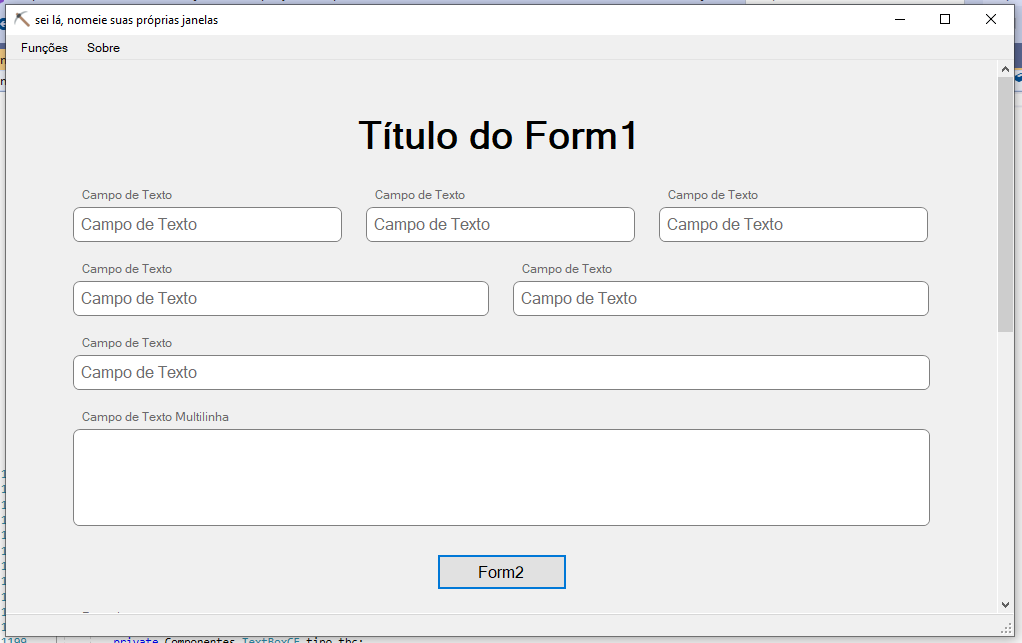 sei lá, nomeie suas próprias janelas
Funções Sobre
Título do Form1
Campo de Texto Campo de Texto Campo de Texto
Campo de Texto Campo de Texto Campo de Texto
Campo de Texto Campo de Texto
Campo de Texto Campo de Texto
Campo de Texto
Campo de Texto
Campo de Texto Multilinha
Form2
1199 private Componentes.TextBoxCE tipo_tbc;